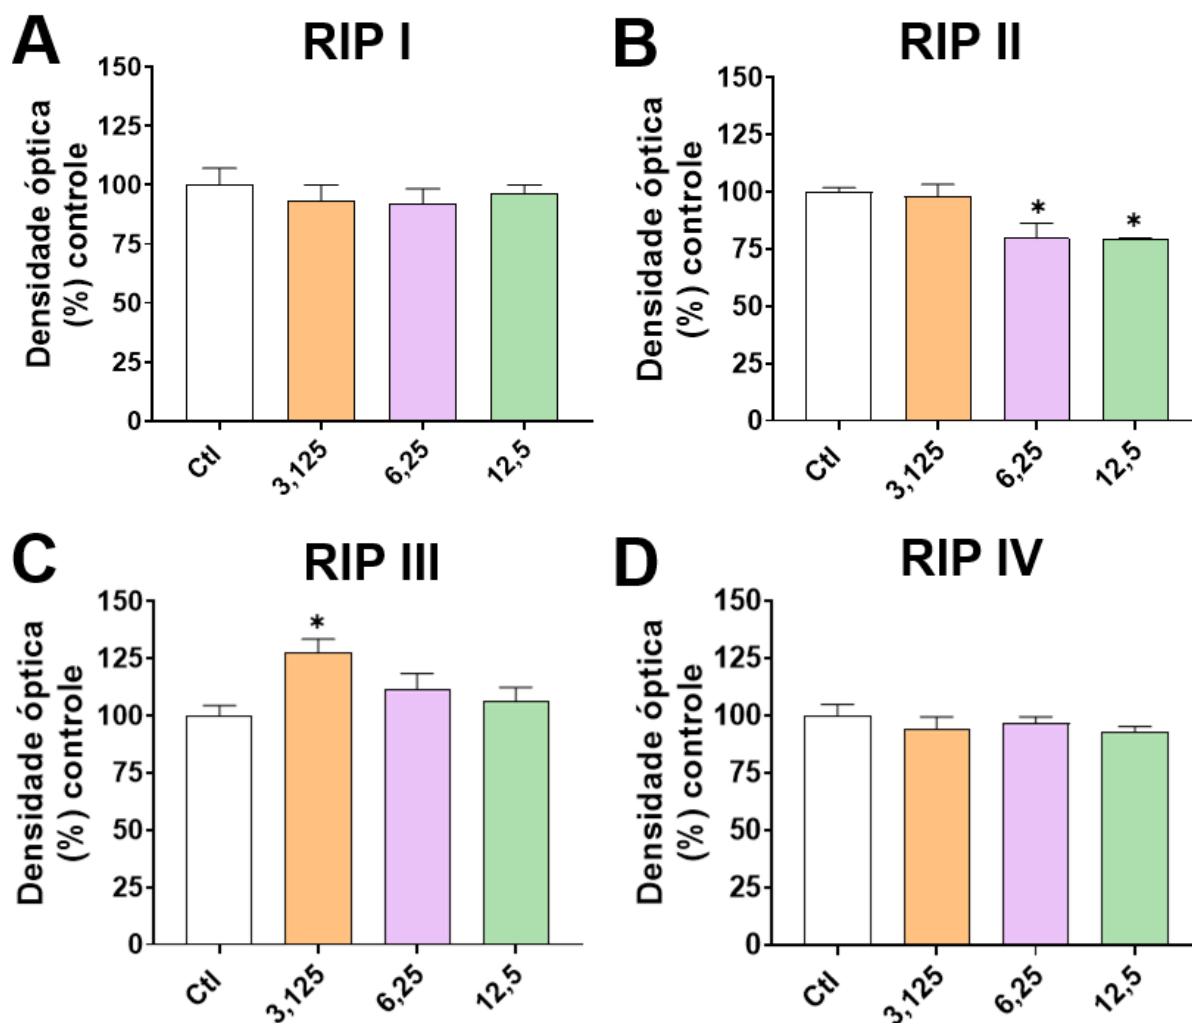 A
RIP I
Densidade óptica
(%) controle
150
125
100
75
50
25
0
Ctl
3,125
6,25
12,5
B
RIP II
Densidade óptica
(%) controle
150
125
100
75
50
25
0
*
*
Ctl
3,125
6,25
12,5
C
RIP III
Densidade óptica
(%) controle
150
125
100
75
50
25
0
*
Ctl
3,125
6,25
12,5
D
RIP IV
Densidade óptica
(%) controle
150
125
100
75
50
25
0
Ctl
3,125
6,25
12,5